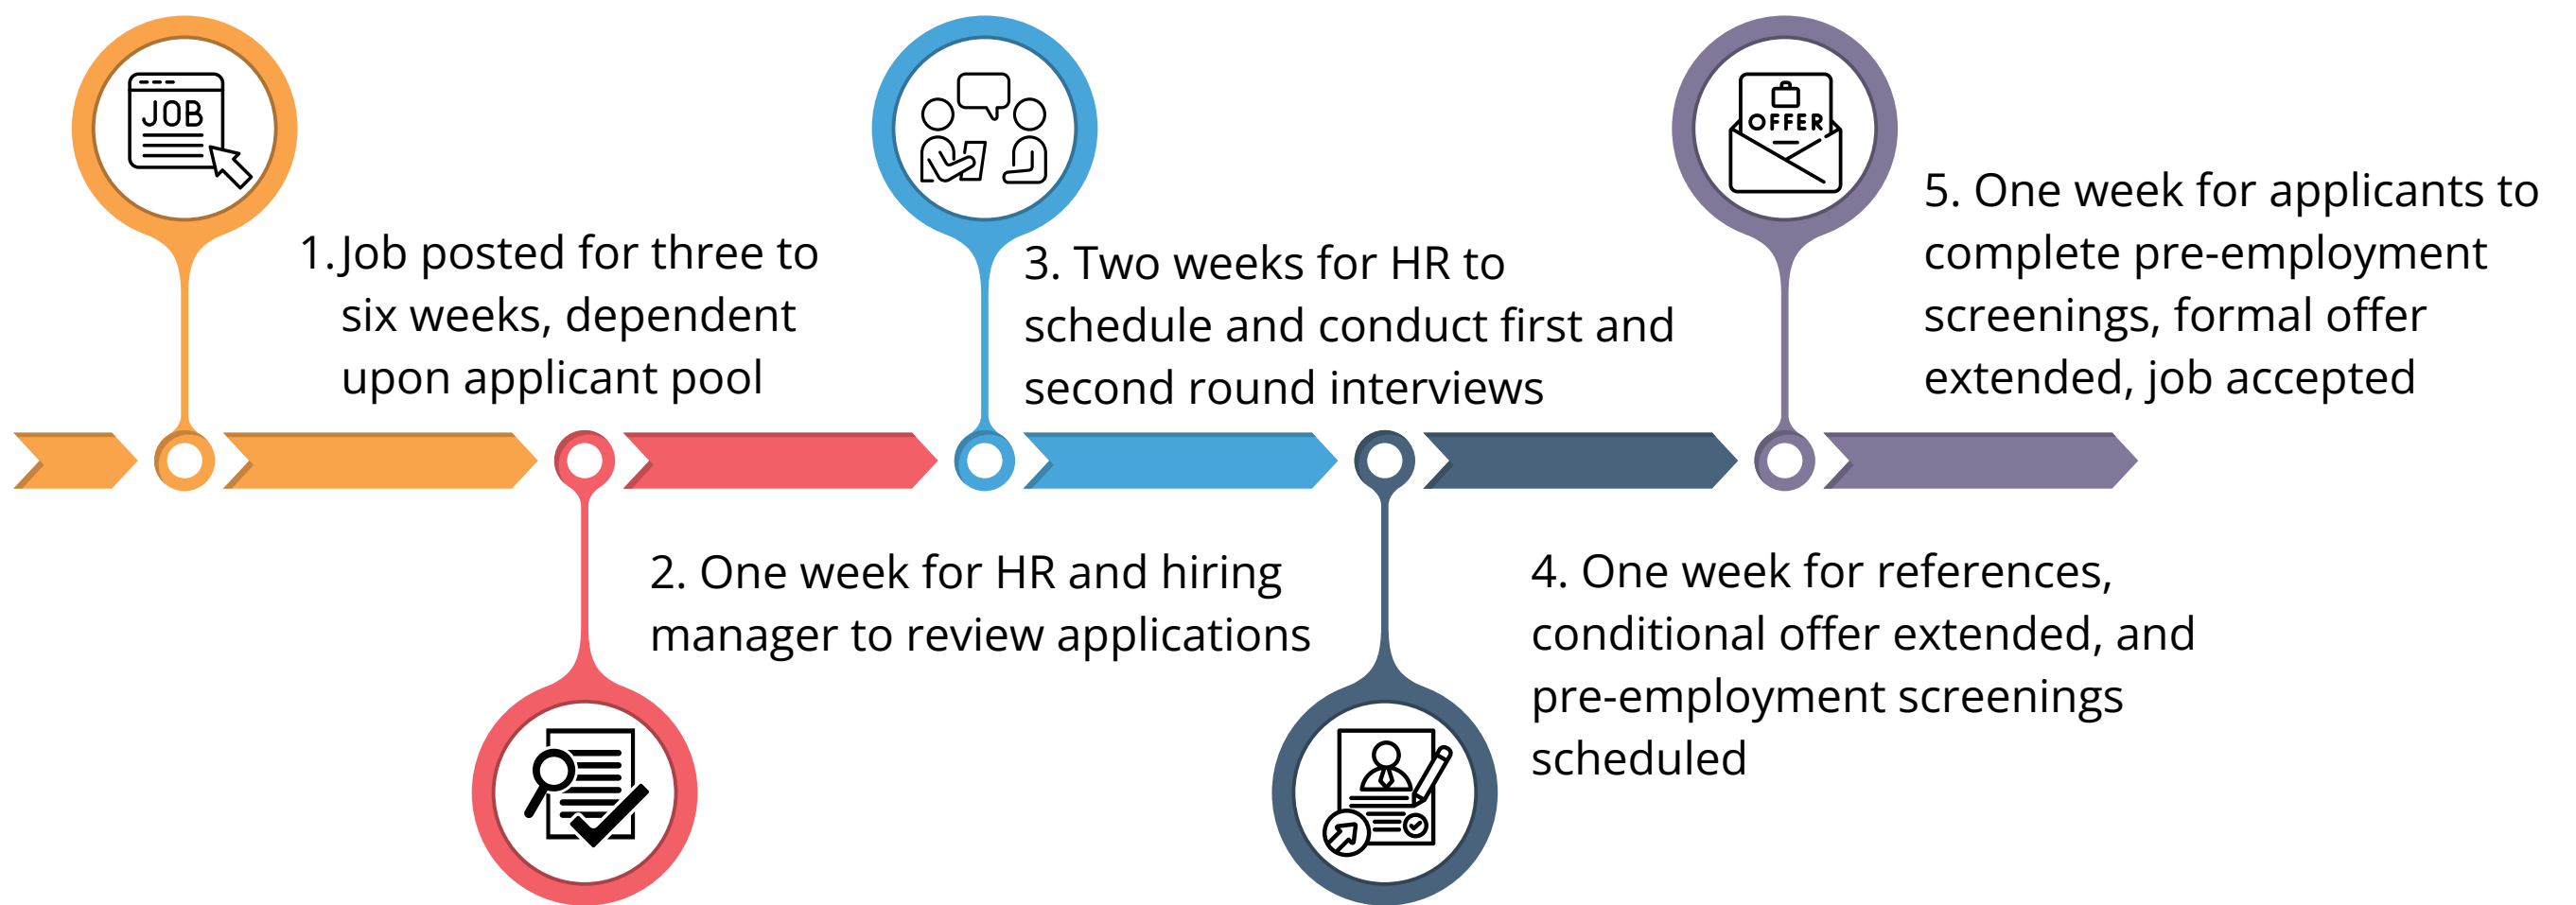 JOB
1. Job posted for three to
six weeks, dependent
upon applicant pool
2. One week for HR and hiring
manager to review applications
3. Two weeks for HR to
schedule and conduct first and
second round interviews
4. One week for references,
conditional offer extended, and
pre-employment screenings
scheduled
OFFER
5. One week for applicants to
complete pre-employment
screenings, formal offer
extended, job accepted